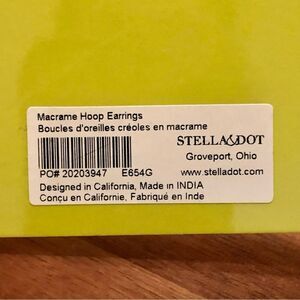 Macrame Hoop Earrings
Boucles d'oreilles créoles en macrame
STELLA & DOT
Groveport, Ohio
PO# 20203947 E654G
www.stelladot.com
Designed in California, Made in INDIA
Conçu en Californie, Fabriqué en Inde